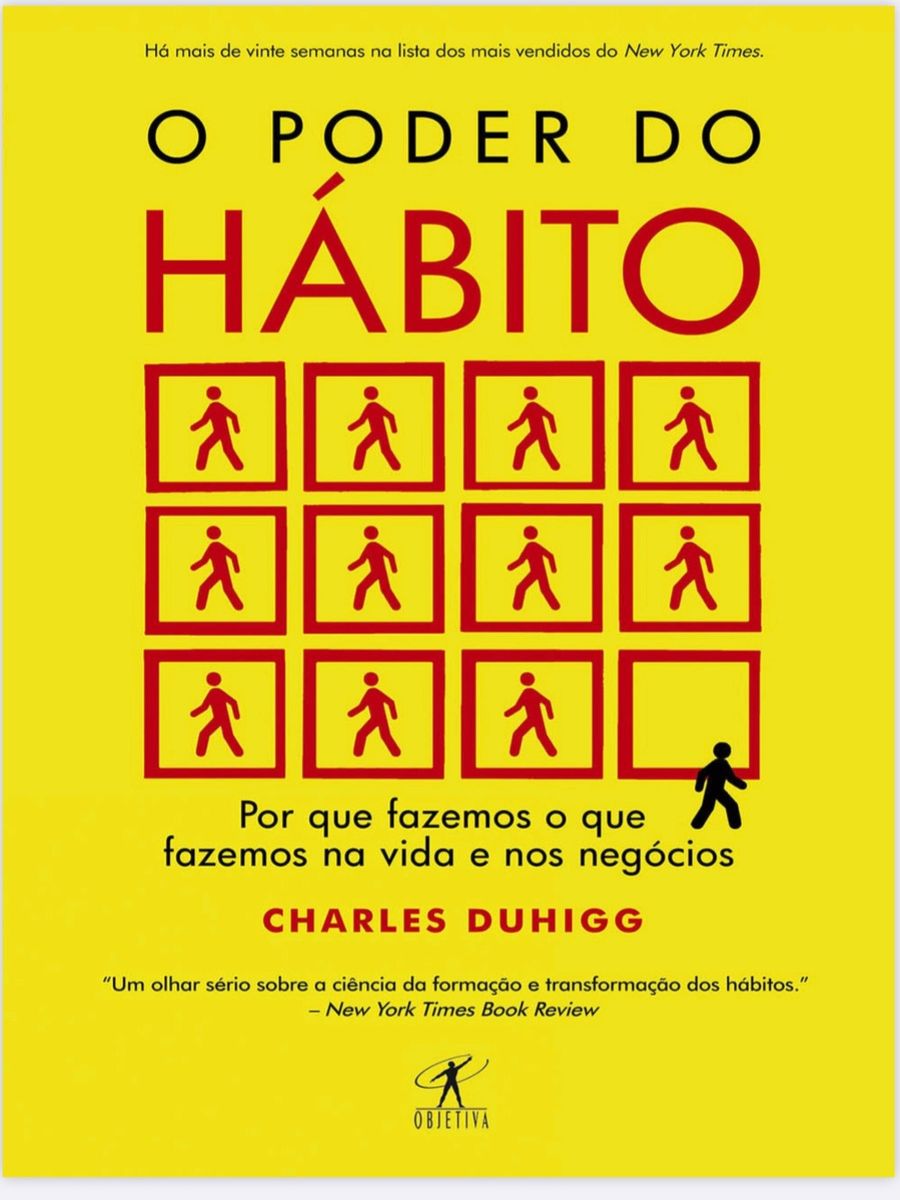 Há mais de vinte semanas na lista dos mais vendidos do New York Times.
O PODER DO
HÁBITO
Por que fazemos o que
fazemos na vida e nos negócios
CHARLES DUHIGG
“Um olhar sério sobre a ciência da formação e transformação dos hábitos.”
– New York Times Book Review
OBJETIVA